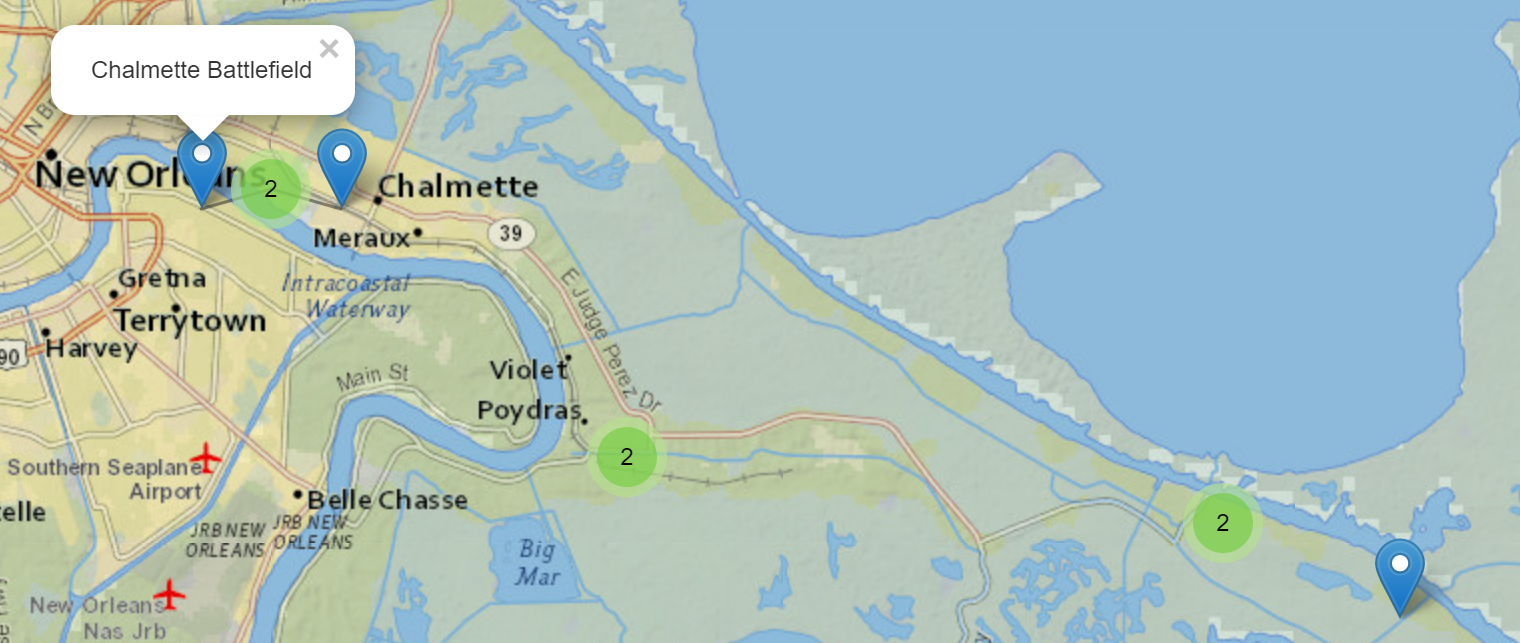 Chalmette Battlefield
×
N Br
New Orleans
2
Chalmette
39
Meraux
Gretna
Intracoastal
Waterway
Terrytown
Harvey
90
E Judge Perez Dr
Violet
Main St
Poydras
2
Southern Seaplane
Airport
Belle Chasse
elle
JRB NEW
ORLEANS
JRB NEW
ORLEANS
2
Big
Mar
New Orleans
Nas Jrb